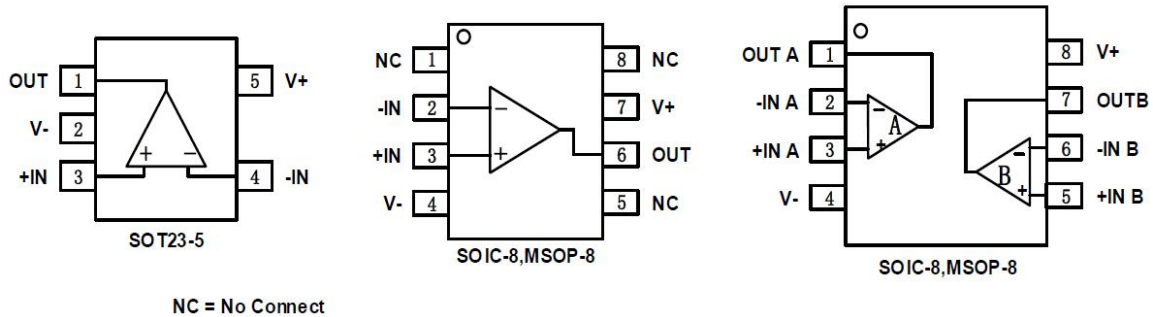 OUT 1 5 V+
V- 2
+IN 3 + − 4 -IN
SOT23-5
NC 1 8 NC
-IN 2 − 7 V+
+IN 3 + 6 OUT
V- 4 5 NC
SOIC-8,MSOP-8
OUT A 1 8 V+
-IN A 2 − A 7 OUTB
+IN A 3 + − 6 -IN B
B
V- 4 + 5 +IN B
SOIC-8,MSOP-8
NC = No Connect